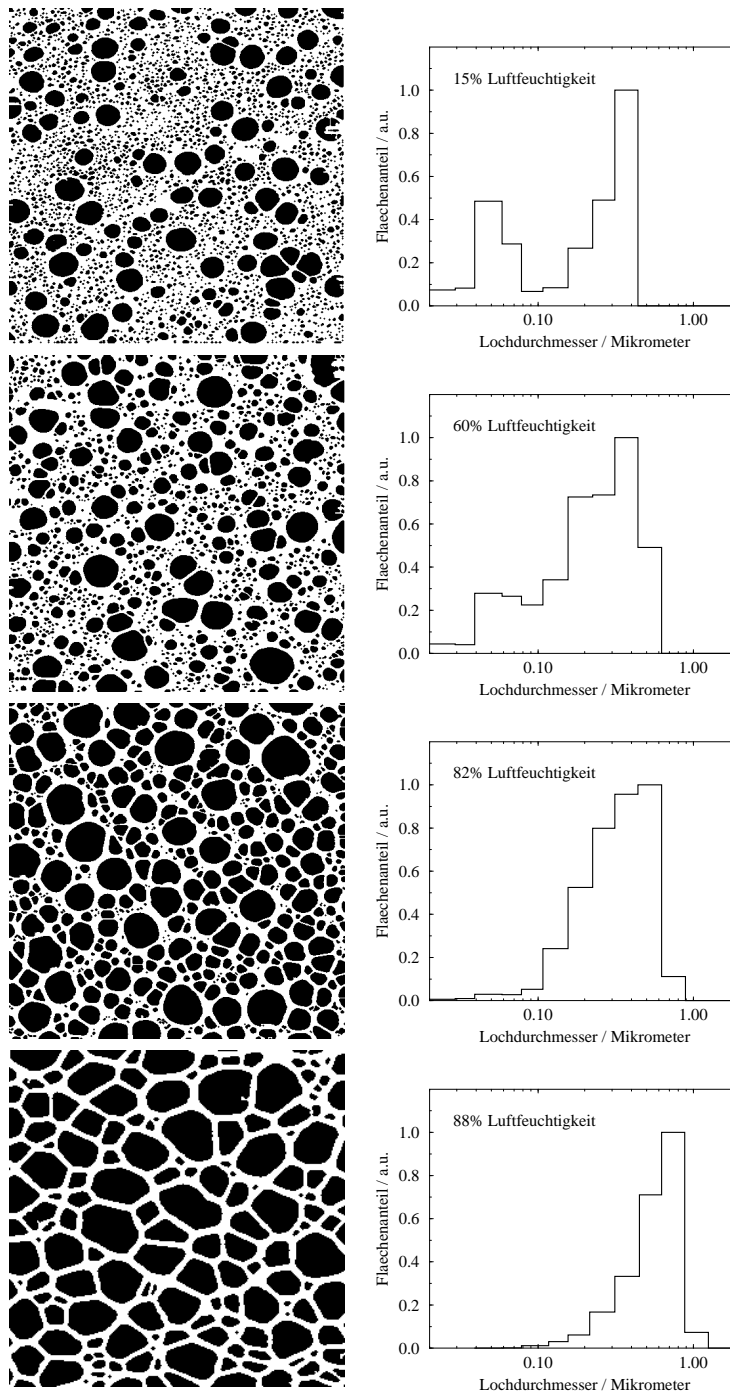 15% Luftfeuchtigkeit
Flaechenanteil / a.u.
1.0
0.8
0.6
0.4
0.2
0.0
0.10
1.00
Lochdurchmesser / Mikrometer
60% Luftfeuchtigkeit
Flaechenanteil / a.u.
1.0
0.8
0.6
0.4
0.2
0.0
0.10
1.00
Lochdurchmesser / Mikrometer
82% Luftfeuchtigkeit
Flaechenanteil / a.u.
1.0
0.8
0.6
0.4
0.2
0.0
0.10
1.00
Lochdurchmesser / Mikrometer
88% Luftfeuchtigkeit
Flaechenanteil / a.u.
1.0
0.8
0.6
0.4
0.2
0.0
0.10
1.00
Lochdurchmesser / Mikrometer